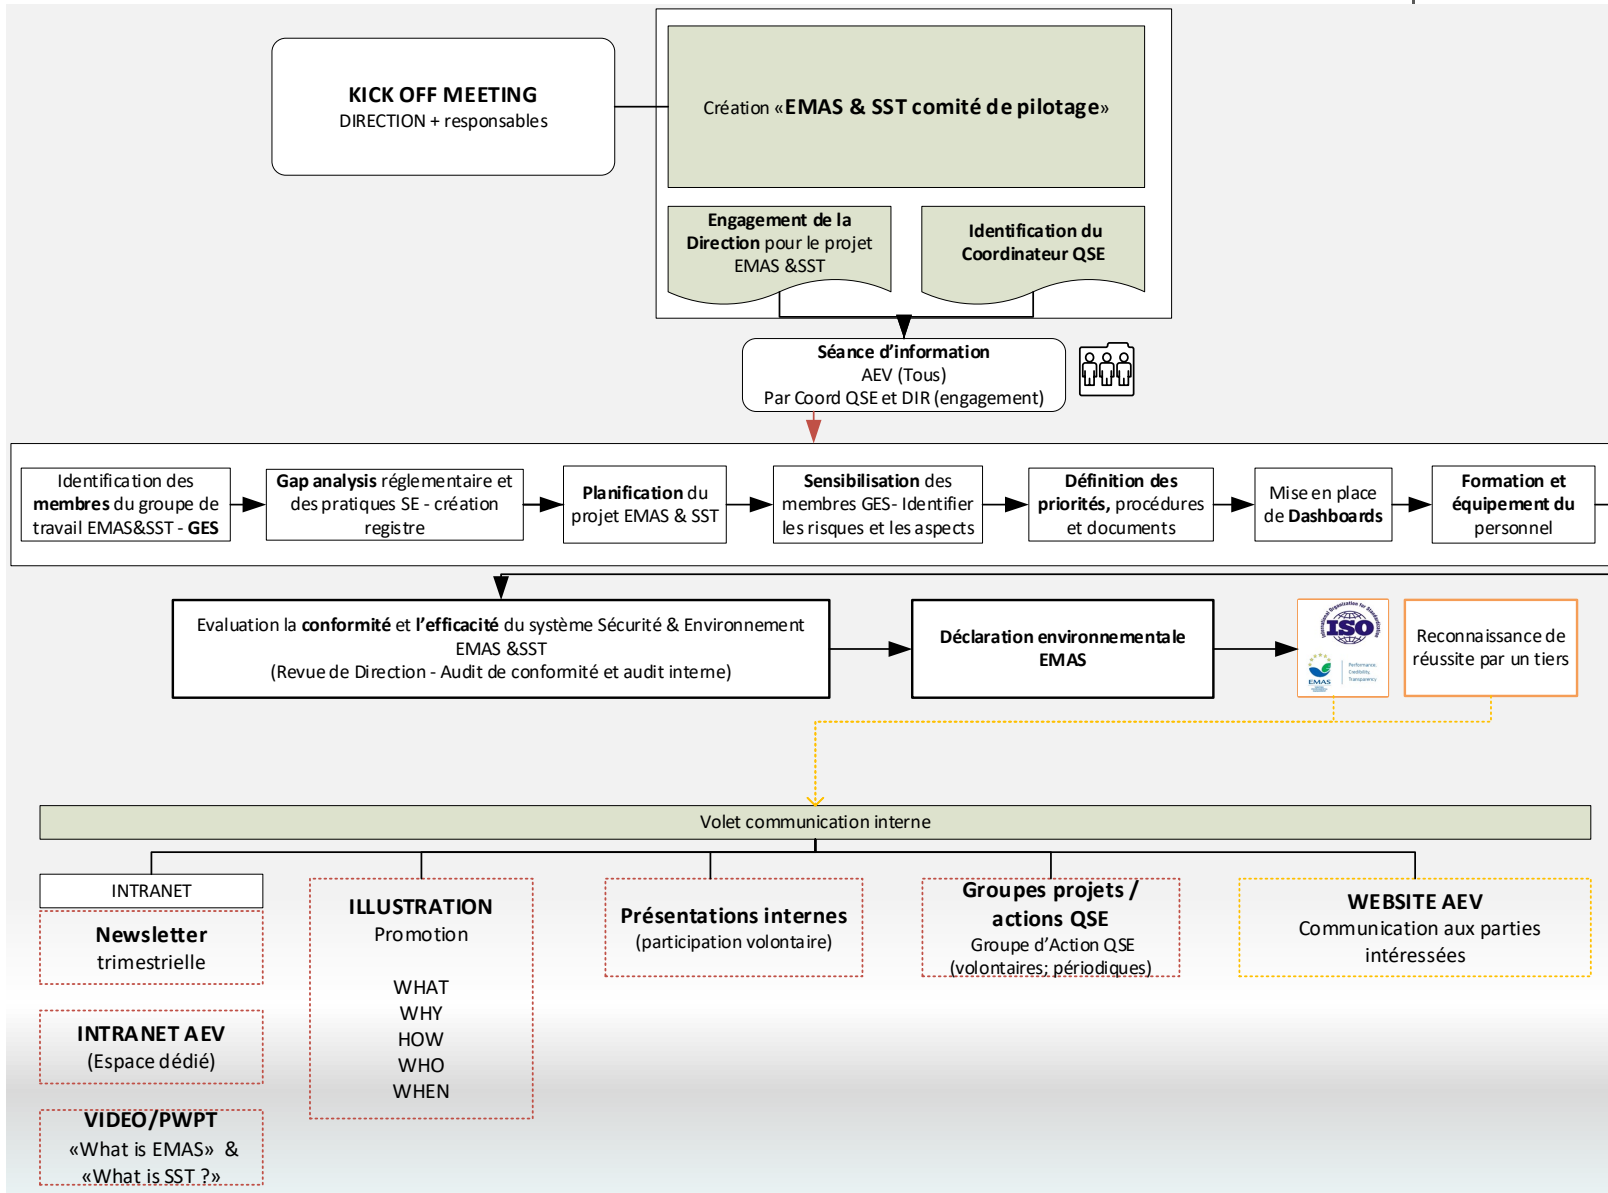 KICK OFF MEETING
DIRECTION + responsables
Création «EMAS & SST comité de pilotage»
Engagement de la
Direction pour le projet
EMAS &SST
Identification du
Coordinateur QSE
Séance d’information
AEV (Tous)
Par Coord QSE et DIR (engagement)
Identification des
membres du groupe de
travail EMAS&SST - GES
Gap analysis réglementaire et
des pratiques SE - création
registre
Planification du
projet EMAS & SST
Sensibilisation des
membres GES- Identifier
les risques et les aspects
Définition des
priorités, procédures
et documents
Mise en place
de Dashboards
Formation et
équipement du
personnel
Evaluation la conformité et l’efficacité du système Sécurité & Environnement
EMAS &SST
(Revue de Direction - Audit de conformité et audit interne)
Déclaration environnementale
EMAS
International Organization for Standardization
ISO
EMAS
Performance,
Credibility,
Transparency
Reconnaissance de
réussite par un tiers
Volet communication interne
INTRANET
Newsletter
trimestrielle
INTRANET AEV
(Espace dédié)
VIDEO/PWPT
«What is EMAS» &
«What is SST ?»
ILLUSTRATION
Promotion
WHAT
WHY
HOW
WHO
WHEN
Présentations internes
(participation volontaire)
Groupes projets /
actions QSE
Groupe d’Action QSE
(volontaires; périodiques)
WEBSITE AEV
Communication aux parties
intéressées